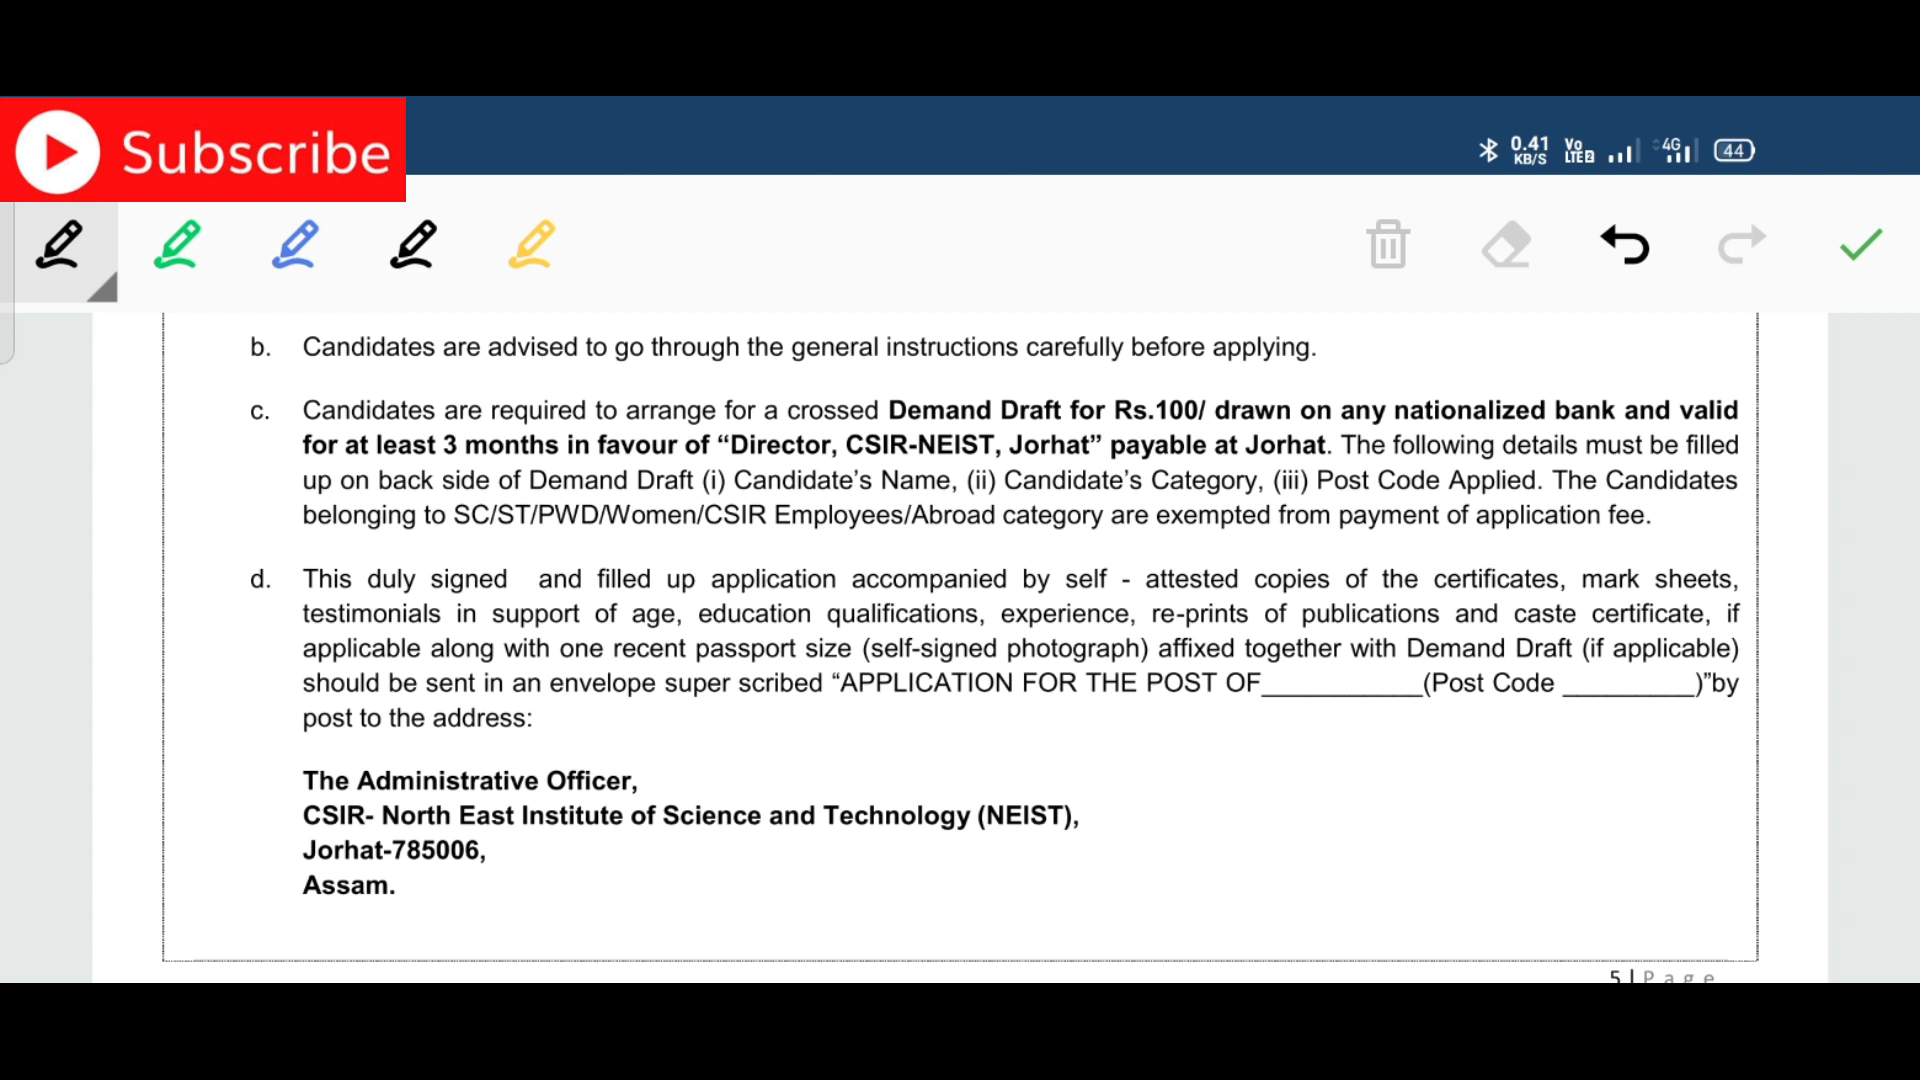 Subscribe
0.41 KB/S Vo LTE 2 4G 44
b. Candidates are advised to go through the general instructions carefully before applying.
c. Candidates are required to arrange for a crossed Demand Draft for Rs.100/ drawn on any nationalized bank and valid
for at least 3 months in favour of “Director, CSIR-NEIST, Jorhat” payable at Jorhat. The following details must be filled
up on back side of Demand Draft (i) Candidate’s Name, (ii) Candidate’s Category, (iii) Post Code Applied. The Candidates
belonging to SC/ST/PWD/Women/CSIR Employees/Abroad category are exempted from payment of application fee.
d. This duly signed and filled up application accompanied by self - attested copies of the certificates, mark sheets,
testimonials in support of age, education qualifications, experience, re-prints of publications and caste certificate, if
applicable along with one recent passport size (self-signed photograph) affixed together with Demand Draft (if applicable)
should be sent in an envelope super scribed “APPLICATION FOR THE POST OF___________(Post Code _________)”by
post to the address:
The Administrative Officer,
CSIR- North East Institute of Science and Technology (NEIST),
Jorhat-785006,
Assam.
5 | Page